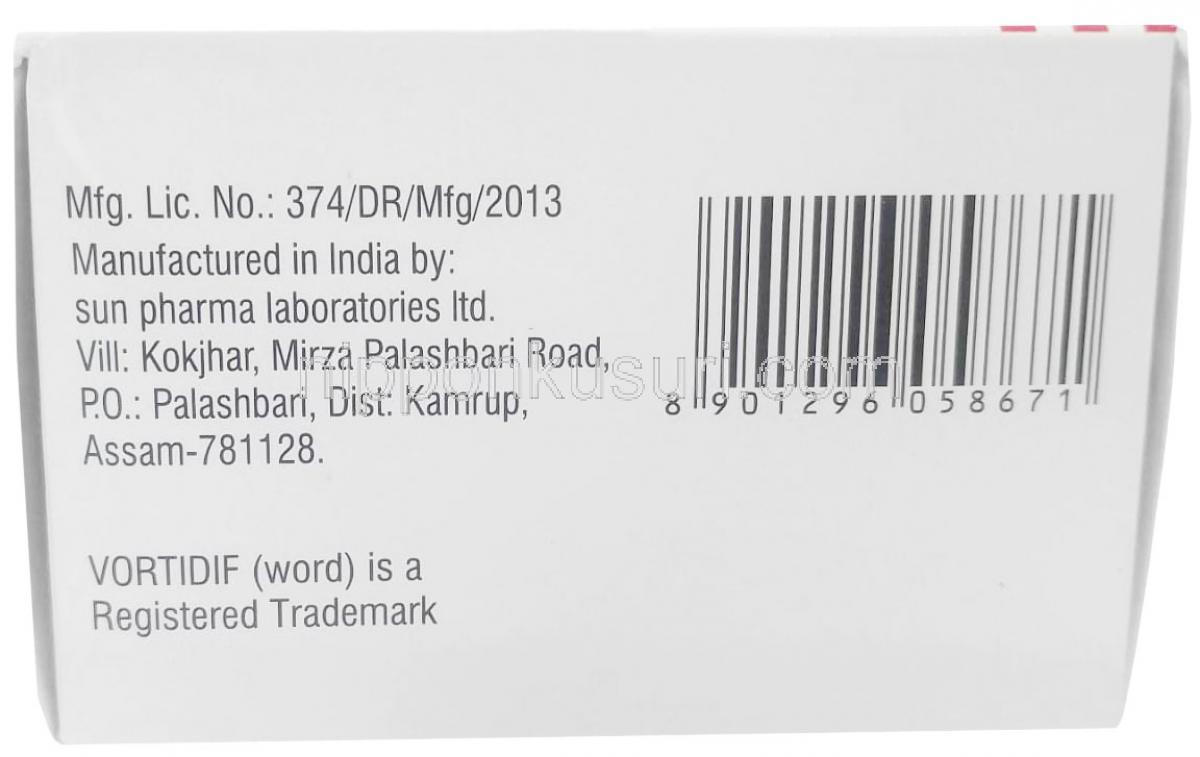 Mfg. Lic. No.: 374/DR/Mfg/2013
Manufactured in India by:
sun pharma laboratories ltd.
Vill: Kokjhar, Mirza Palashbari Road,
P.O.: Palashbari, Dist: Kamrup,
Assam-781128.
VORTIDIF (word) is a
Registered Trademark
8 901296 058671
nipponkusuri.com